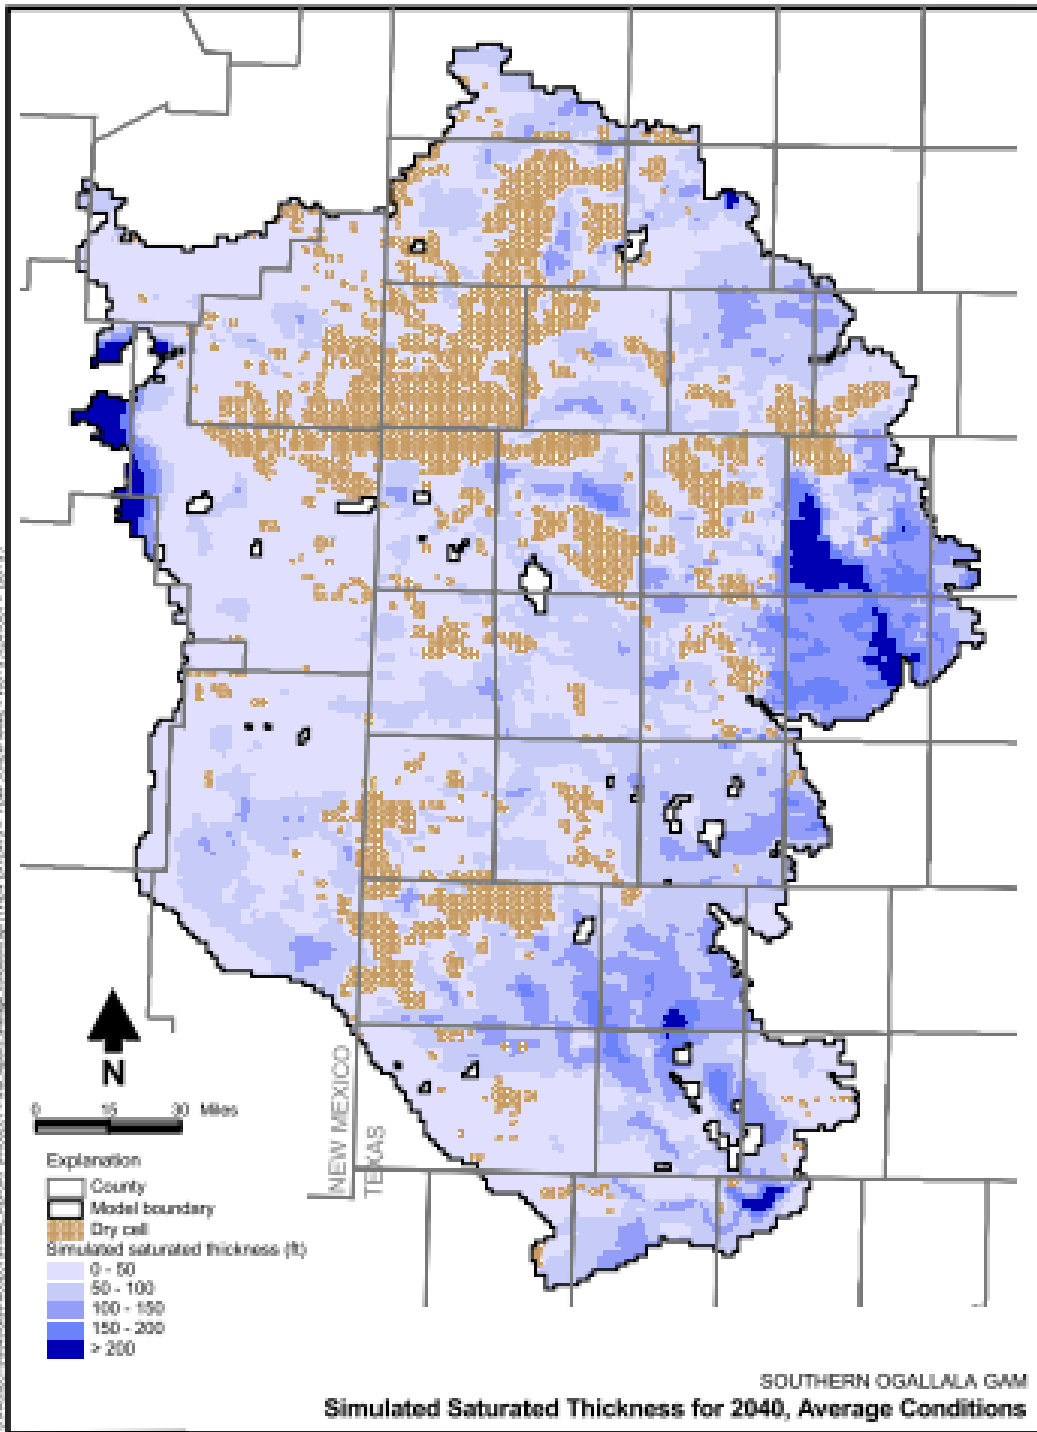 N
0 15 30 Miles
NEW MEXICO
TEXAS
Explanation
County
Model boundary
Dry cell
Simulated saturated thickness (ft)
0 - 50
50 - 100
100 - 150
150 - 200
> 200
SOUTHERN OGALLALA GAM
Simulated Saturated Thickness for 2040, Average Conditions